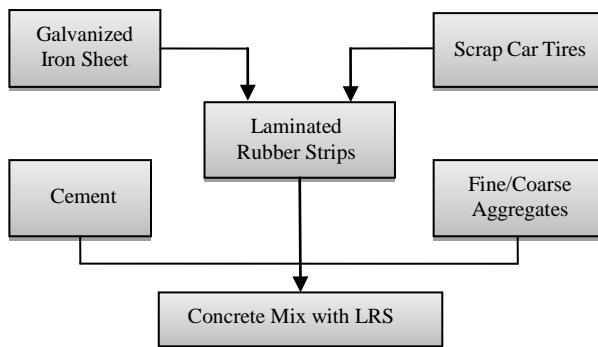 Galvanized
Iron Sheet
Scrap Car Tires
Laminated
Rubber Strips
Cement
Fine/Coarse
Aggregates
Concrete Mix with LRS